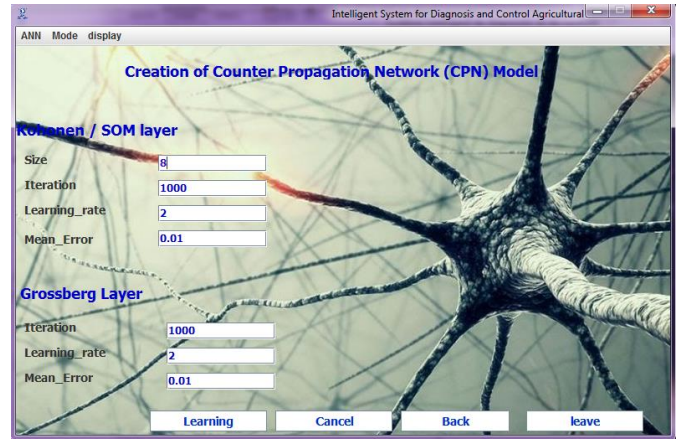 Intelligent System for Diagnosis and Control Agricultural
ANN Mode display
Creation of Counter Propagation Network (CPN) Model
Kohonen / SOM layer
Size 8
Iteration 1000
Learning_rate 2
Mean_Error 0.01
Grossberg Layer
Iteration 1000
Learning_rate 2
Mean_Error 0.01
Learning Cancel Back leave